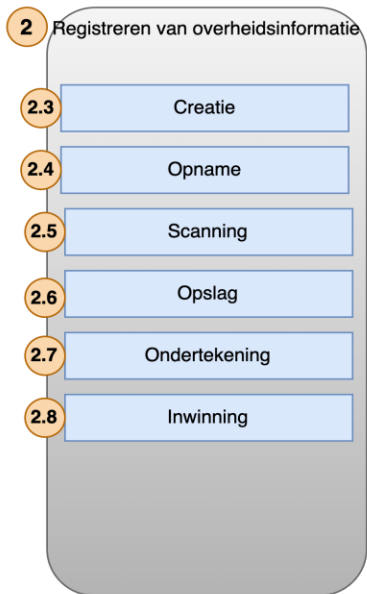 2 Registreren van overheidsinformatie
2.3 Creatie
2.4 Opname
2.5 Scanning
2.6 Opslag
2.7 Ondertekening
2.8 Inwinning